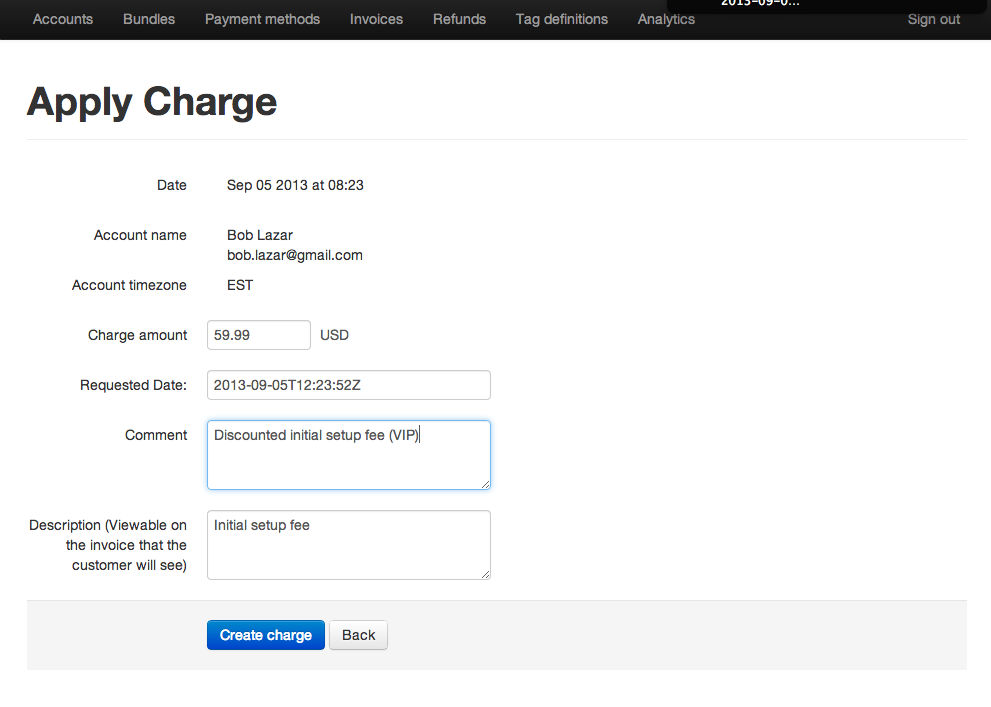 2013-09-0...
Accounts Bundles Payment methods Invoices Refunds Tag definitions Analytics Sign out
Apply Charge
Date Sep 05 2013 at 08:23
Account name Bob Lazar
bob.lazar@gmail.com
Account timezone EST
Charge amount 59.99 USD
Requested Date: 2013-09-05T12:23:52Z
Comment Discounted initial setup fee (VIP)
Description (Viewable on Initial setup fee
the invoice that the
customer will see)
Create charge Back